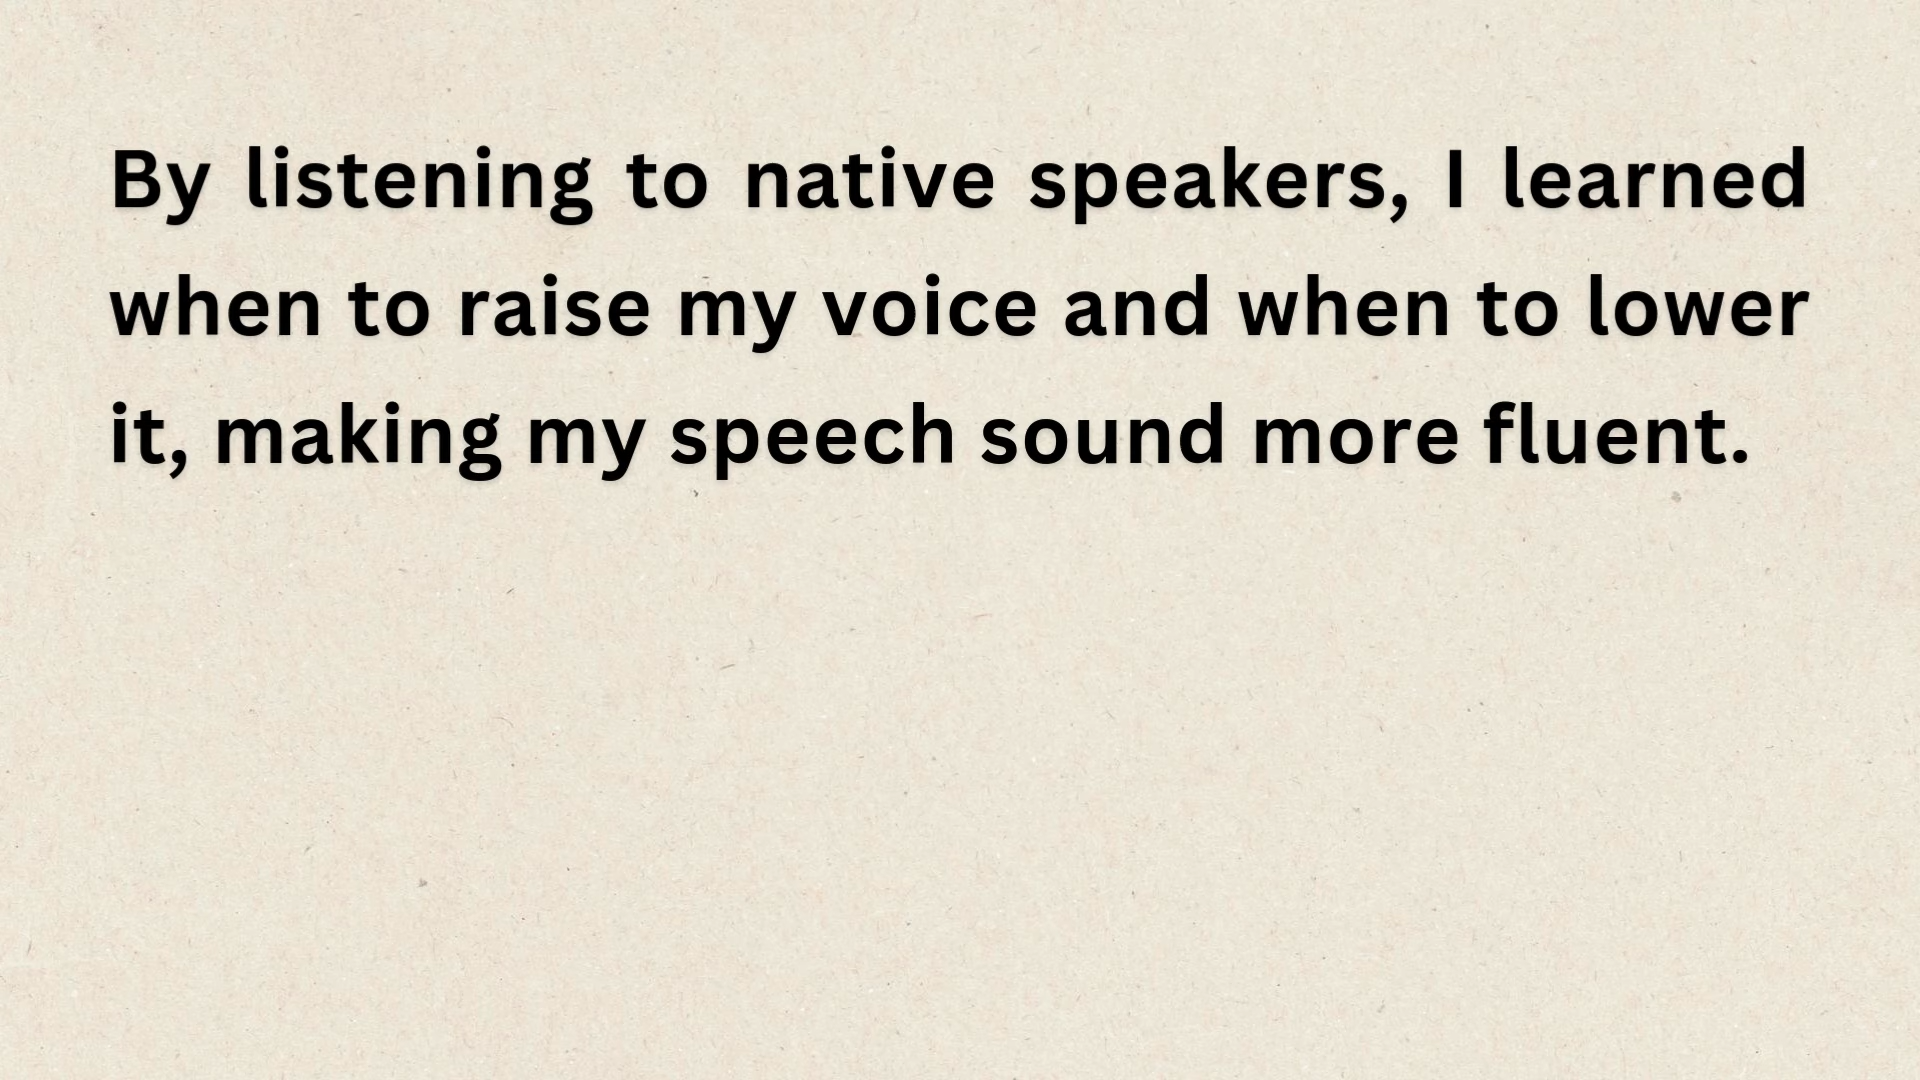 By listening to native speakers, I learned
when to raise my voice and when to lower
it, making my speech sound more fluent.